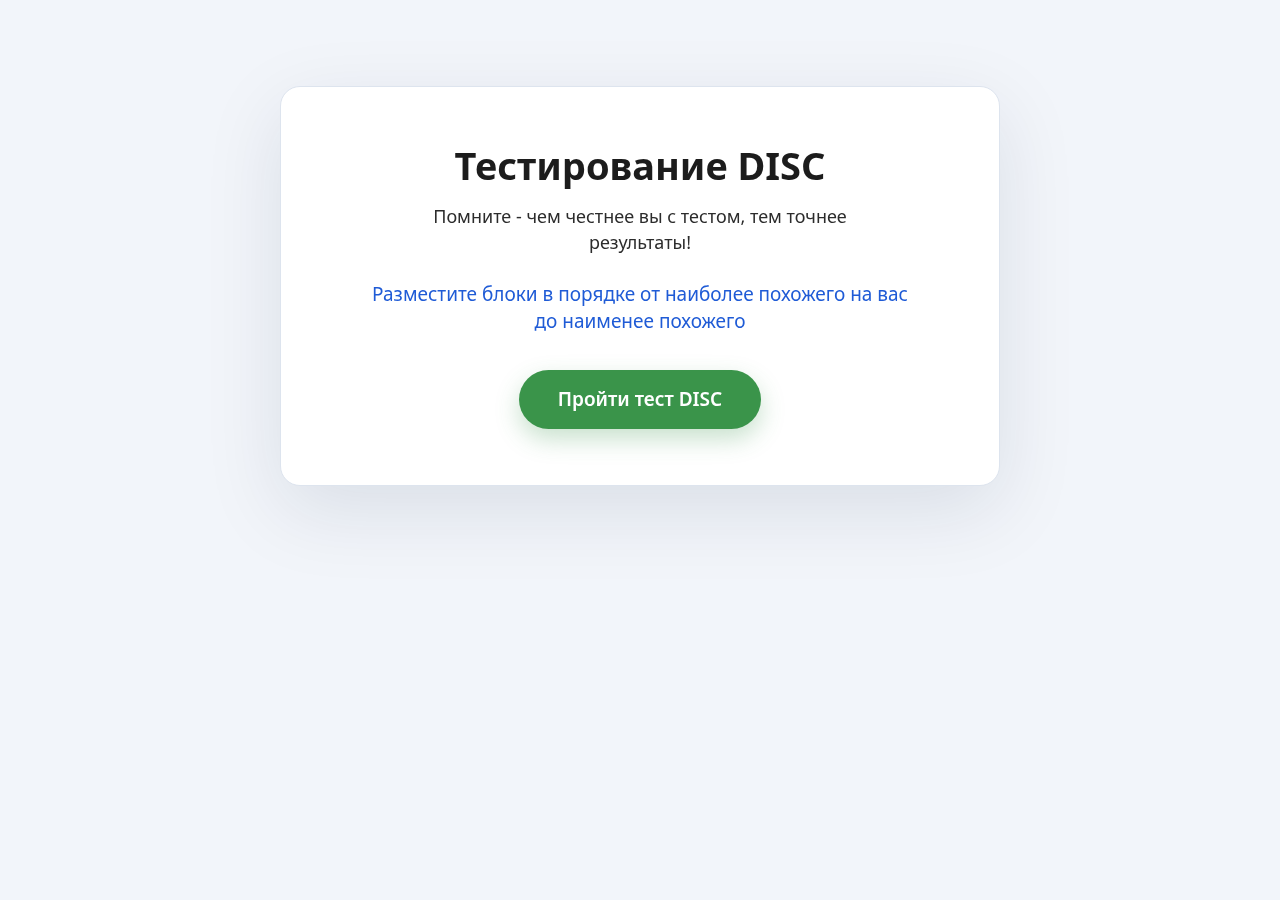 Тестирование DISC
Помните - чем честнее вы с тестом, тем точнее
результаты!
Разместите блоки в порядке от наиболее похожего на вас
до наименее похожего
Пройти тест DISC